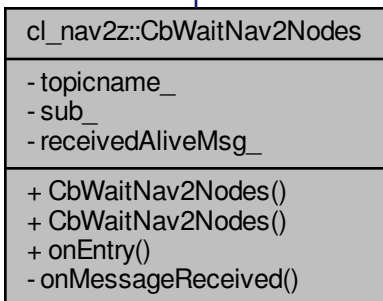 cl_nav2z::CbWaitNav2Nodes
- topicname_
- sub_
- receivedAliveMsg_
+ CbWaitNav2Nodes()
+ CbWaitNav2Nodes()
+ onEntry()
- onMessageReceived()